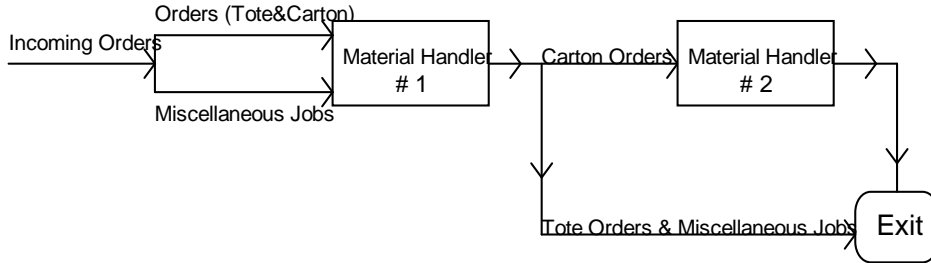 Orders (Tote&Carton)
Incoming Orders
Material Handler
# 1
Carton Orders
Material Handler
# 2
Miscellaneous Jobs
Tote Orders & Miscellaneous Jobs
Exit